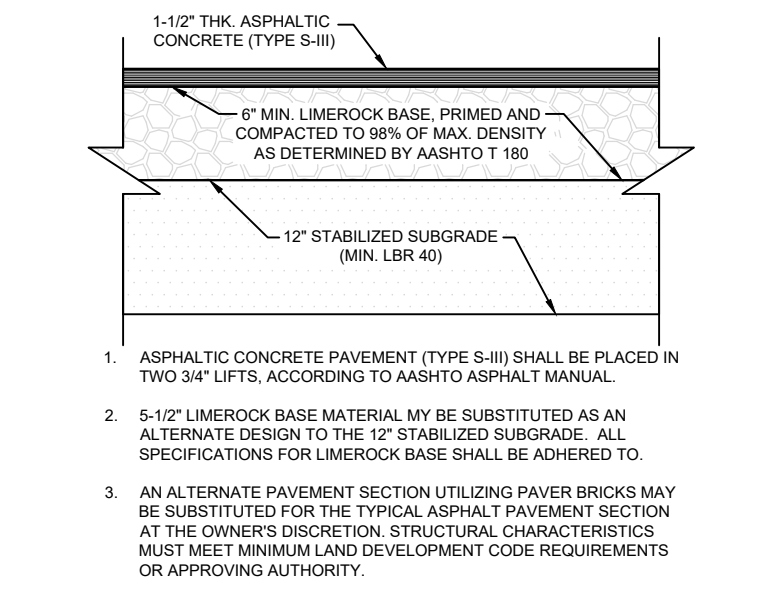 1-1/2" THK. ASPHALTIC
CONCRETE (TYPE S-III)
6" MIN. LIMEROCK BASE, PRIMED AND
COMPACTED TO 98% OF MAX. DENSITY
AS DETERMINED BY AASHTO T 180
12" STABILIZED SUBGRADE
(MIN. LBR 40)
1. ASPHALTIC CONCRETE PAVEMENT (TYPE S-III) SHALL BE PLACED IN
TWO 3/4" LIFTS, ACCORDING TO AASHTO ASPHALT MANUAL.
2. 5-1/2" LIMEROCK BASE MATERIAL MY BE SUBSTITUTED AS AN
ALTERNATE DESIGN TO THE 12" STABILIZED SUBGRADE. ALL
SPECIFICATIONS FOR LIMEROCK BASE SHALL BE ADHERED TO.
3. AN ALTERNATE PAVEMENT SECTION UTILIZING PAVER BRICKS MAY
BE SUBSTITUTED FOR THE TYPICAL ASPHALT PAVEMENT SECTION
AT THE OWNER'S DISCRETION. STRUCTURAL CHARACTERISTICS
MUST MEET MINIMUM LAND DEVELOPMENT CODE REQUIREMENTS
OR APPROVING AUTHORITY.